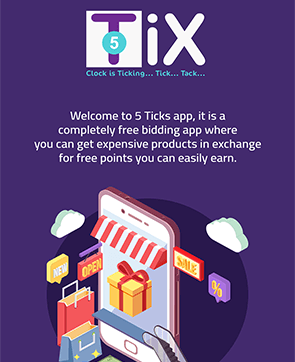 TiX
5
Clock is Ticking... Tick... Tack...
Welcome to 5 Ticks app, it is a
completely free bidding app where
you can get expensive products in exchange
for free points you can easily earn.
NEW
OPEN
SALE
%